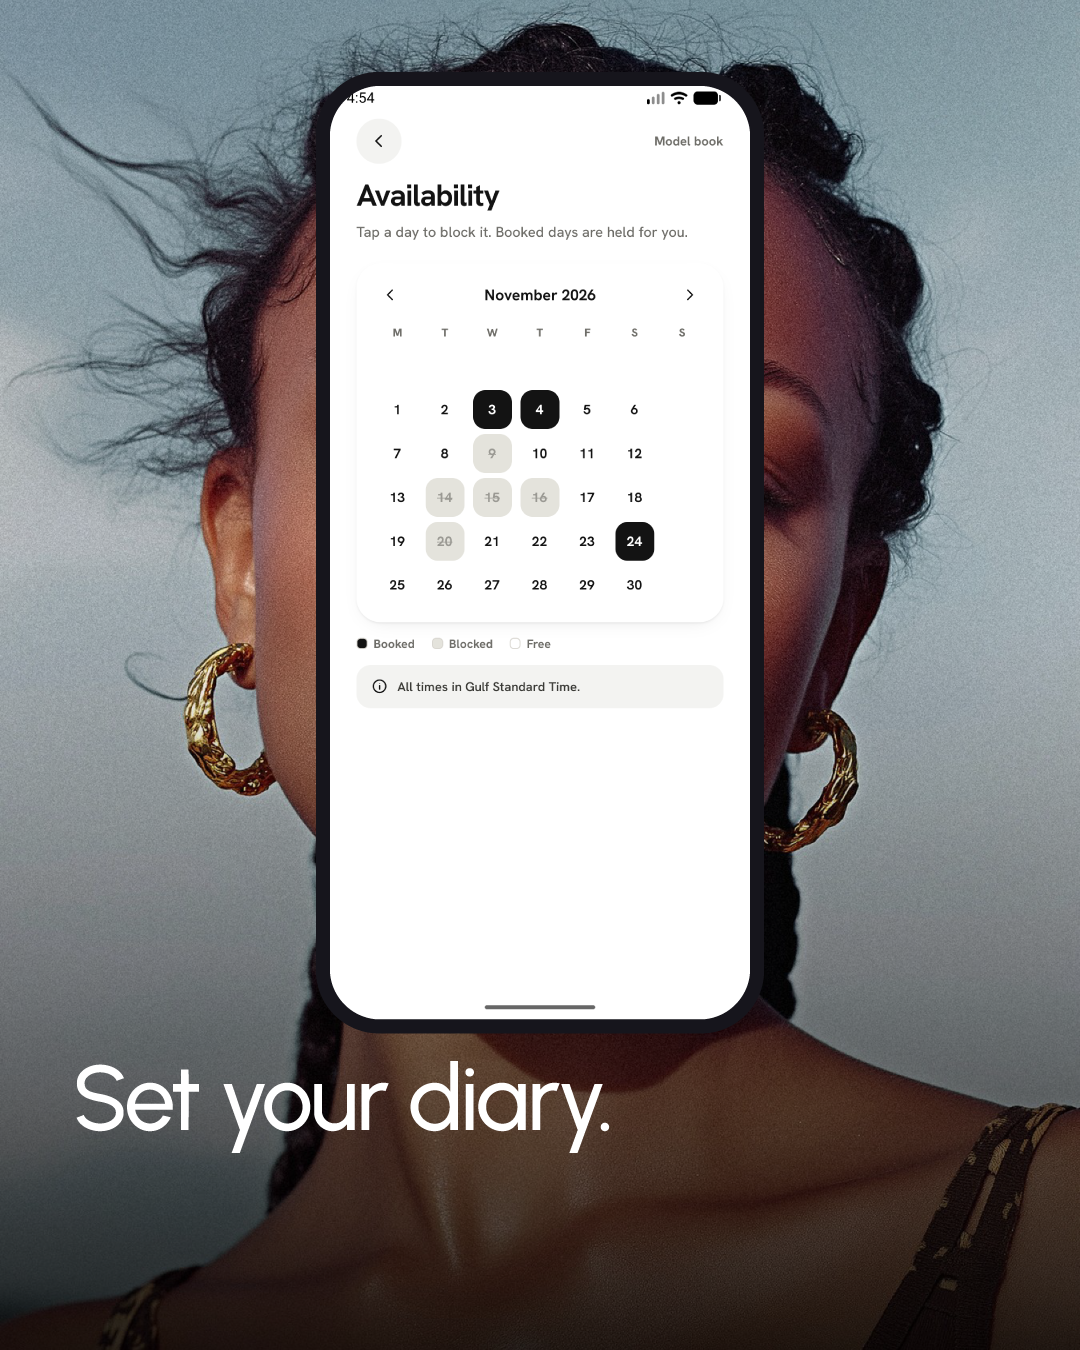 4:54
Model book
Availability
Tap a day to block it. Booked days are held for you.
November 2026
M T W T F S S
1 2 3 4 5 6
7 8 9 10 11 12
13 14 15 16 17 18
19 20 21 22 23 24
25 26 27 28 29 30
Booked Blocked Free
All times in Gulf Standard Time.
Set your diary.